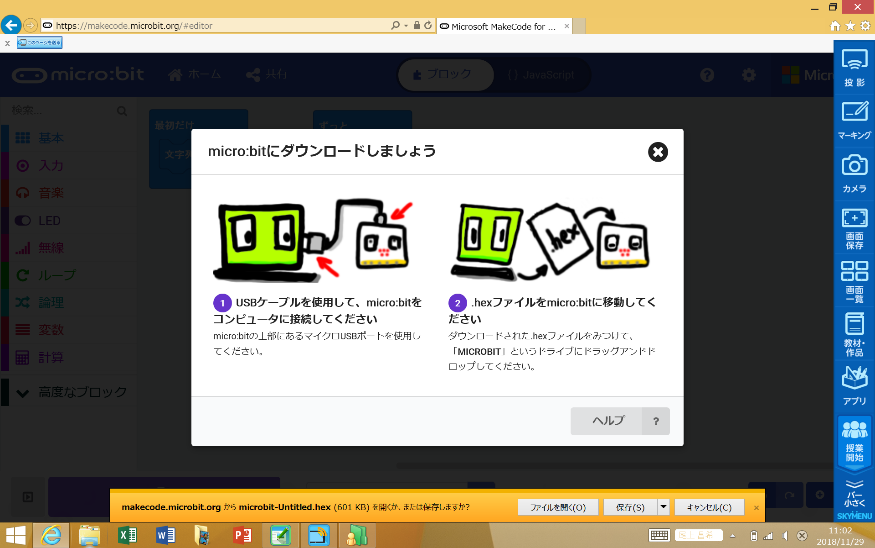 https://makecode.microbit.org/#editor
Microsoft MakeCode for ...
x このページを送る
micro:bit ホーム 共有 ブロック {} JavaScript Micro
検索...
基本
入力
音楽
LED
無線
ループ
論理
変数
計算
高度なブロック
最初だけ
ずっと
micro:bitにダウンロードしましょう
.hex
1 USBケーブルを使用して、micro:bitを
コンピュータに接続してください
micro:bitの上部にあるマイクロUSBポートを使用し
てください。
2 .hexファイルをmicro:bitに移動してく
ださい
ダウンロードされた.hexファイルをみつけて、
「MICROBIT」というドライブにドラッグアンドド
ロップしてください。
ヘルプ ?
makecode.microbit.org から microbit-Untitled.hex (601 KB) を開くか、または保存しますか?
ファイルを開く(O)
保存(S)
キャンセル(C)
投影
マーキング
カメラ
画面
保存
画面
一覧
教材・
作品
アプリ
授業
開始
バー
小さく
SKYMENU
11:02
2018/11/29